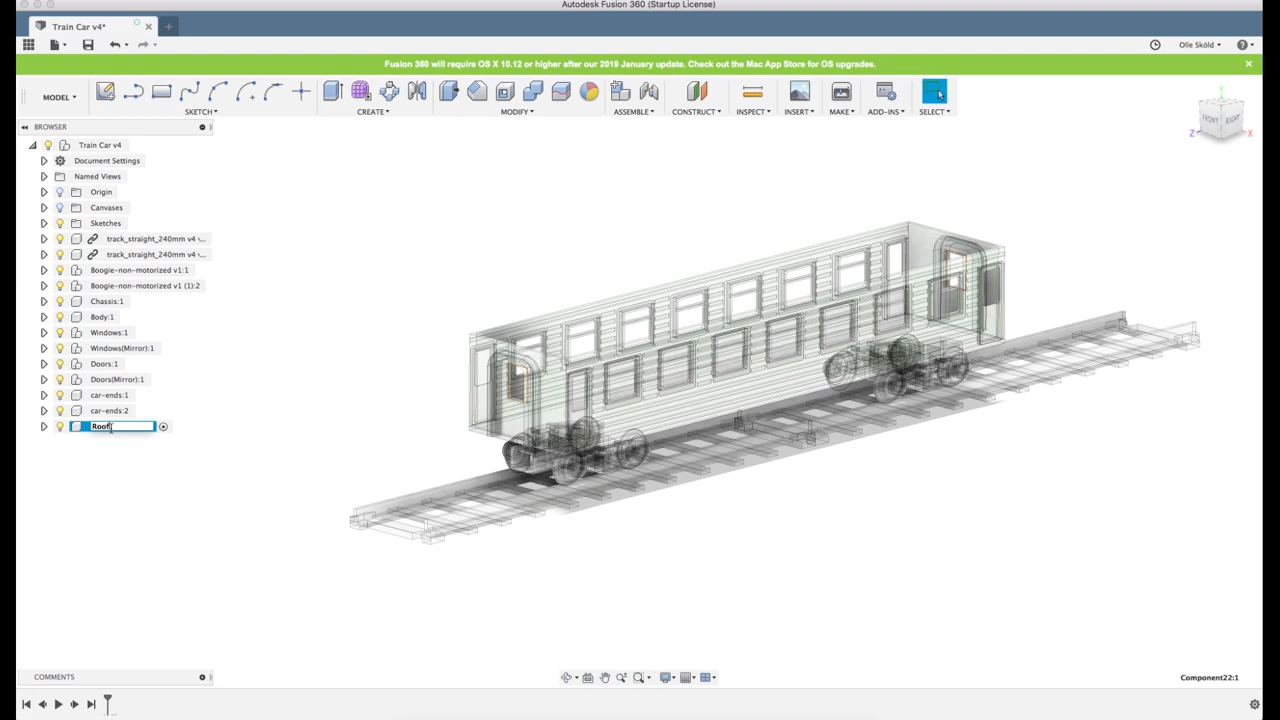 Autodesk Fusion 360 (Startup License)
Train Car v4*
Olle Sköld
Fusion 360 will require OS X 10.12 or higher after our 2019 January update. Check out the Mac App Store for OS upgrades.
MODEL
SKETCH
CREATE
MODIFY
ASSEMBLE
CONSTRUCT
INSPECT
INSERT
MAKE
ADD-INS
SELECT
BROWSER
FRONT
RIGHT
Y
Z
X
Train Car v4
Document Settings
Named Views
Origin
Canvases
Sketches
track_straight_240mm v4 ...
track_straight_240mm v4 ...
Boogie-non-motorized v1:1
Boogie-non-motorized v1 (1):2
Chassis:1
Body:1
Windows:1
Windows(Mirror):1
Doors:1
Doors(Mirror):1
car-ends:1
car-ends:2
Roof
COMMENTS
Component22:1